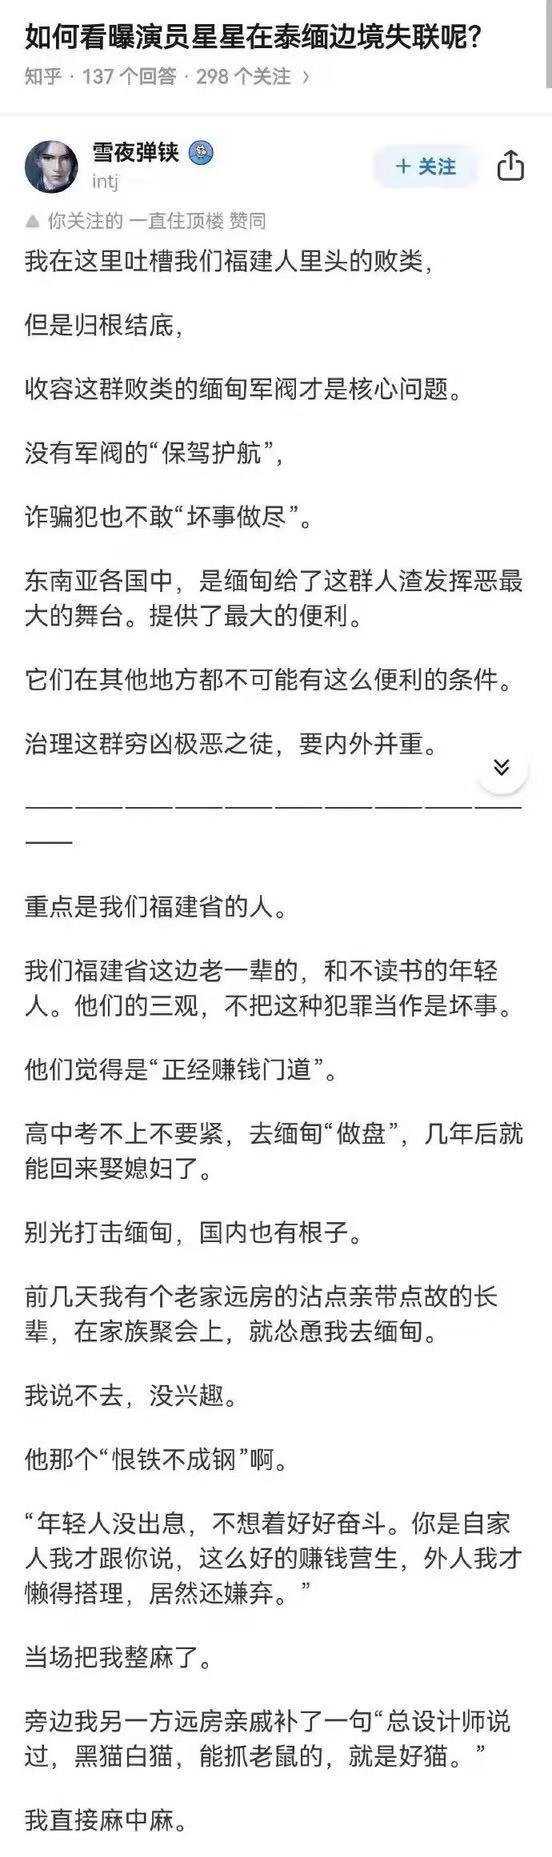 如何看曝演员星星在泰缅边境失联呢？
知乎 · 137 个回答 · 298 个关注 >
雪夜弹铗
intj
+ 关注
你关注的 一直住顶楼 赞同
我在这里吐槽我们福建人里头的败类，
但是归根结底，
收容这群败类的缅甸军阀才是核心问题。
没有军阀的“保驾护航”，
诈骗犯也不敢“坏事做尽”。
东南亚各国中，是缅甸给了这群人渣发挥恶最
大的舞台。提供了最大的便利。
它们在其他地方都不可能有这么便利的条件。
治理这群穷凶极恶之徒，要内外并重。
————————————————————
——
重点是我们福建省的人。
我们福建省这边老一辈的，和不读书的年轻
人。他们的三观，不把这种犯罪当作是坏事。
他们觉得是“正经赚钱门道”。
高中考不上不要紧，去缅甸“做盘”，几年后就
能回来娶媳妇了。
别光打击缅甸，国内也有根子。
前几天我有个老家远房的沾点亲带点故的长
辈，在家族聚会上，就怂恿我去缅甸。
我说不去，没兴趣。
他那个“恨铁不成钢”啊。
“年轻人没出息，不想着好好奋斗。你是自家
人我才跟你说，这么好的赚钱营生，外人我才
懒得搭理，居然还嫌弃。”
当场把我整麻了。
旁边我另一方远房亲戚补了一句“总设计师说
过，黑猫白猫，能抓老鼠的，就是好猫。”
我直接麻中麻。